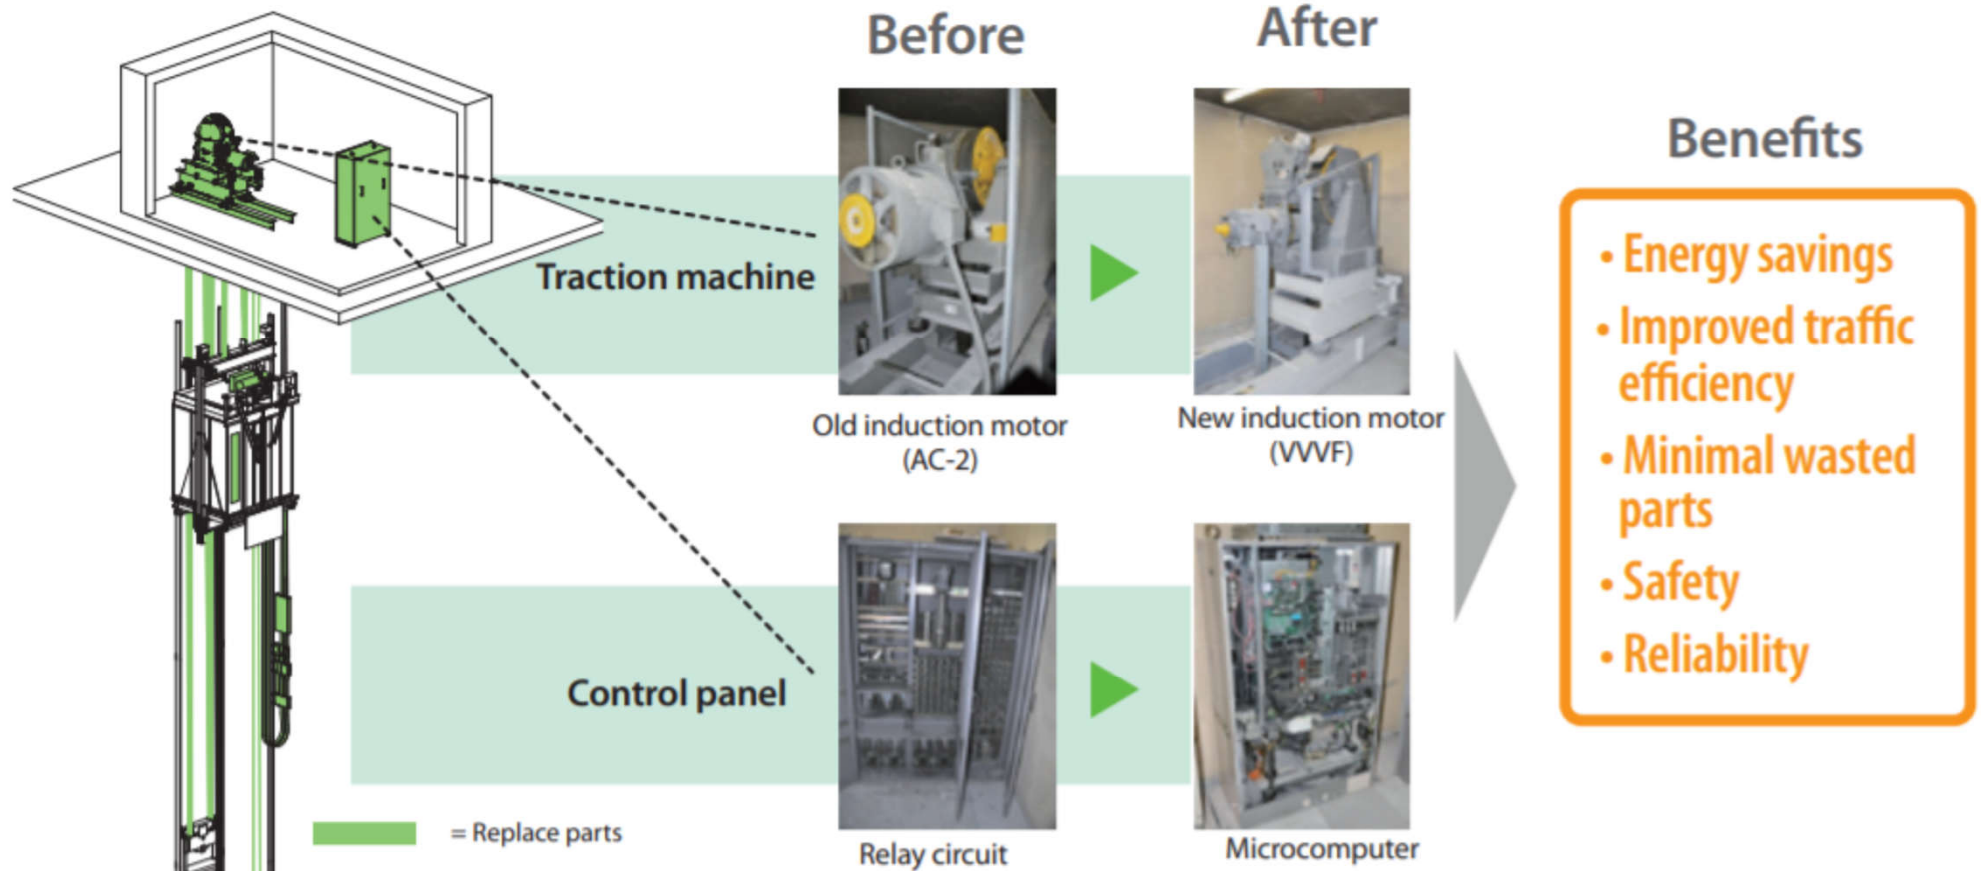 Before
After
Benefits
Traction machine
Old induction motor
(AC-2)
New induction motor
(VVVF)
Control panel
Relay circuit
Microcomputer
= Replace parts
• Energy savings
• Improved traffic
efficiency
• Minimal wasted
parts
• Safety
• Reliability